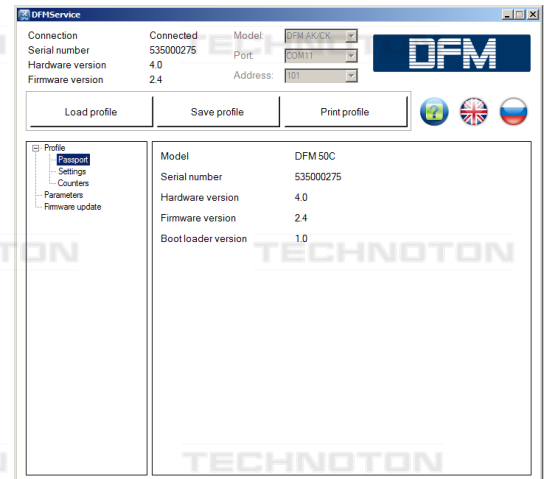 DFMService
Connection Connected Model: DFM AK/CK
Serial number 535000275 Port: COM11
Hardware version 4.0
Firmware version 2.4 Address: 101
DFM
Load profile Save profile Print profile
Profile
Passport
Settings
Counters
Parameters
Firmware update
Model DFM 50C
Serial number 535000275
Hardware version 4.0
Firmware version 2.4
Boot loader version 1.0
TECHNOTON
TECHNOTON